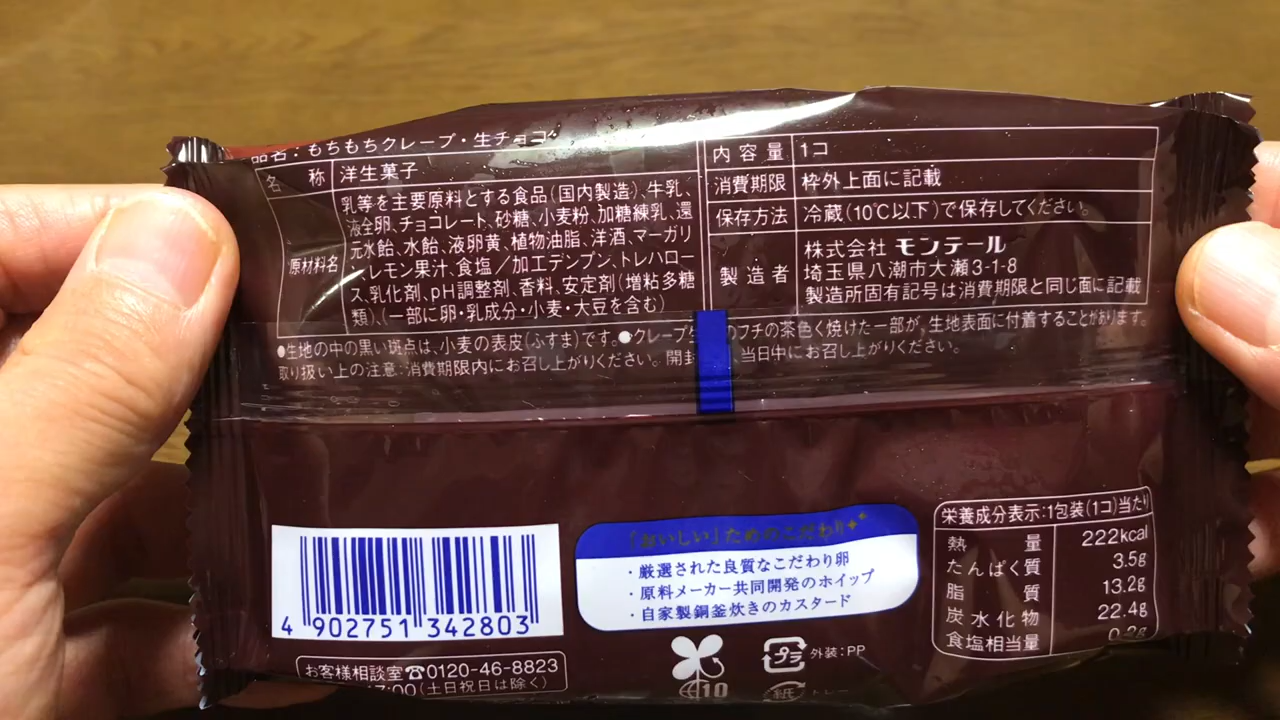 品名・もちもちクレープ・生チョコ
名 称 洋生菓子
原材料名 乳等を主要原料とする食品(国内製造)、牛乳、
液全卵、チョコレート、砂糖、小麦粉、加糖練乳、還
元水飴、水飴、液卵黄、植物油脂、洋酒、マーガリ
レモン果汁、食塩/加工デンプン、トレハロー
ス、乳化剤、pH調整剤、香料、安定剤(増粘多糖
類)、(一部に卵・乳成分・小麦・大豆を含む)
内容量 1コ
消費期限 枠外上面に記載
保存方法 冷蔵(10℃以下)で保存してください。
製造者 株式会社 モンテール
埼玉県八潮市大瀬3-1-8
製造所固有記号は消費期限と同じ面に記載
●生地の中の黒い斑点は、小麦の表皮(ふすま)です。●クレープ生 のフチの茶色く焼けた一部が、生地表面に付着することがあります。
取り扱い上の注意:消費期限内にお召し上がりください。開封 、当日中にお召し上がりください。
4 902751 342803
お客様相談室☎0120-46-8823
17:00(土日祝日は除く)
「おいしい」ためのこだわり
・厳選された良質なこだわり卵
・原料メーカー共同開発のホイップ
・自家製銅釜炊きのカスタード
10
プラ 外装:PP
紙
栄養成分表示:1包装(1コ)当たり
熱量 222kcal
たんぱく質 3.5g
脂質 13.2g
炭水化物 22.4g
食塩相当量